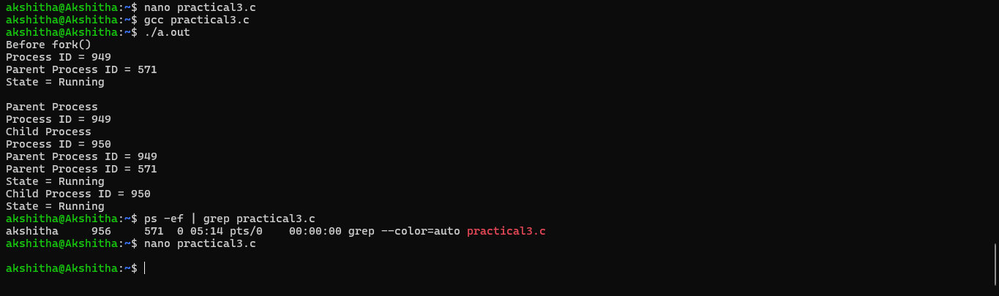 akshitha@Akshitha:~$ nano practical3.c
akshitha@Akshitha:~$ gcc practical3.c
akshitha@Akshitha:~$ ./a.out
Before fork()
Process ID = 949
Parent Process ID = 571
State = Running

Parent Process
Process ID = 949
Child Process
Process ID = 950
Parent Process ID = 949
Parent Process ID = 571
State = Running
Child Process ID = 950
State = Running
akshitha@Akshitha:~$ ps -ef | grep practical3.c
akshitha     956     571  0 05:14 pts/0    00:00:00 grep --color=auto practical3.c
akshitha@Akshitha:~$ nano practical3.c

akshitha@Akshitha:~$